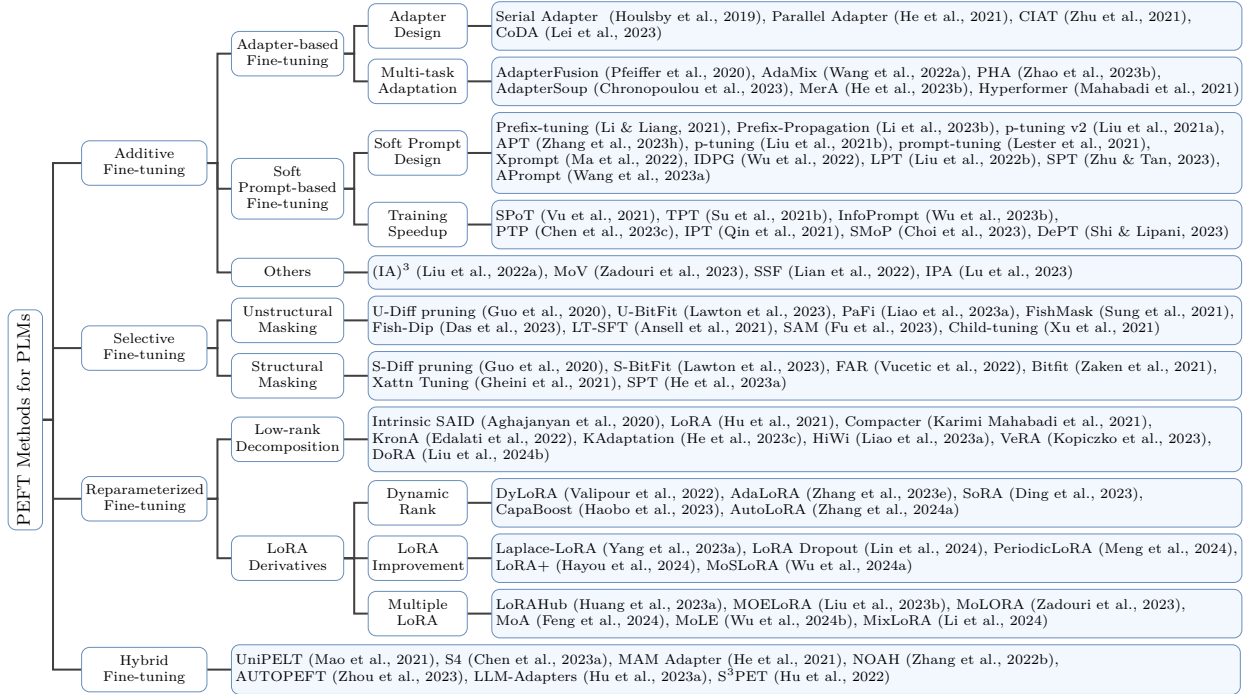 PEFT Methods for PLMs
Additive
Fine-tuning
Adapter-based
Fine-tuning
Adapter
Design
Serial Adapter (Houlsby et al., 2019), Parallel Adapter (He et al., 2021), CIAT (Zhu et al., 2021),
CoDA (Lei et al., 2023)
Multi-task
Adaptation
AdapterFusion (Pfeiffer et al., 2020), AdaMix (Wang et al., 2022a), PHA (Zhao et al., 2023b),
AdapterSoup (Chronopoulou et al., 2023), MerA (He et al., 2023b), Hyperformer (Mahabadi et al., 2021)
Soft
Prompt-based
Fine-tuning
Soft Prompt
Design
Prefix-tuning (Li & Liang, 2021), Prefix-Propagation (Li et al., 2023b), p-tuning v2 (Liu et al., 2021a),
APT (Zhang et al., 2023h), p-tuning (Liu et al., 2021b), prompt-tuning (Lester et al., 2021),
Xprompt (Ma et al., 2022), IDPG (Wu et al., 2022), LPT (Liu et al., 2022b), SPT (Zhu & Tan, 2023),
APrompt (Wang et al., 2023a)
Training
Speedup
SPoT (Vu et al., 2021), TPT (Su et al., 2021b), InfoPrompt (Wu et al., 2023b),
PTP (Chen et al., 2023c), IPT (Qin et al., 2021), SMoP (Choi et al., 2023), DePT (Shi & Lipani, 2023)
Others
(IA)³ (Liu et al., 2022a), MoV (Zadouri et al., 2023), SSF (Lian et al., 2022), IPA (Lu et al., 2023)
Selective
Fine-tuning
Unstructural
Masking
U-Diff pruning (Guo et al., 2020), U-BitFit (Lawton et al., 2023), PaFi (Liao et al., 2023a), FishMask (Sung et al., 2021),
Fish-Dip (Das et al., 2023), LT-SFT (Ansell et al., 2021), SAM (Fu et al., 2023), Child-tuning (Xu et al., 2021)
Structural
Masking
S-Diff pruning (Guo et al., 2020), S-BitFit (Lawton et al., 2023), FAR (Vucetic et al., 2022), Bitfit (Zaken et al., 2021),
Xattn Tuning (Gheini et al., 2021), SPT (He et al., 2023a)
Reparameterized
Fine-tuning
Low-rank
Decomposition
Intrinsic SAID (Aghajanyan et al., 2020), LoRA (Hu et al., 2021), Compacter (Karimi Mahabadi et al., 2021),
KronA (Edalati et al., 2022), KAdaptation (He et al., 2023c), HiWi (Liao et al., 2023a), VeRA (Kopiczko et al., 2023),
DoRA (Liu et al., 2024b)
LoRA
Derivatives
Dynamic
Rank
DyLoRA (Valipour et al., 2022), AdaLoRA (Zhang et al., 2023e), SoRA (Ding et al., 2023),
CapaBoost (Haobo et al., 2023), AutoLoRA (Zhang et al., 2024a)
LoRA
Improvement
Laplace-LoRA (Yang et al., 2023a), LoRA Dropout (Lin et al., 2024), PeriodicLoRA (Meng et al., 2024),
LoRA+ (Hayou et al., 2024), MoSLoRA (Wu et al., 2024a)
Multiple
LoRA
LoRAHub (Huang et al., 2023a), MOELoRA (Liu et al., 2023b), MoLORA (Zadouri et al., 2023),
MoA (Feng et al., 2024), MoLE (Wu et al., 2024b), MixLoRA (Li et al., 2024)
Hybrid
Fine-tuning
UniPELT (Mao et al., 2021), S4 (Chen et al., 2023a), MAM Adapter (He et al., 2021), NOAH (Zhang et al., 2022b),
AUTOPEFT (Zhou et al., 2023), LLM-Adapters (Hu et al., 2023a), S³PET (Hu et al., 2022)